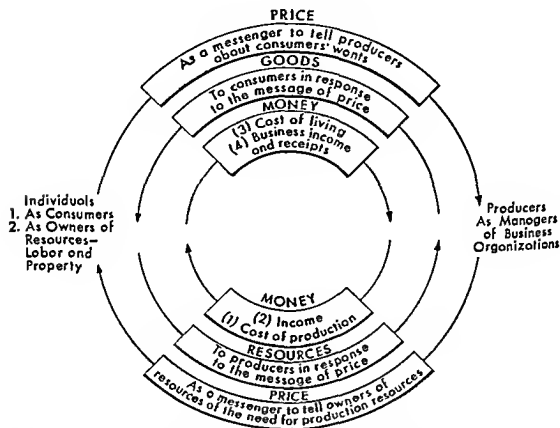 PRICE
As a messenger to tell producers
about consumers' wants
GOODS
To consumers in response
to the message of price
MONEY
(3) Cost of living
(4) Business income
and receipts
Individuals
1. As Consumers
2. As Owners of
Resources—
Labor and
Property
Producers
As Managers
of Business
Organizations
MONEY
(2) Income
(1) Cost of production
RESOURCES
To producers in response
to the message of price
PRICE
As a messenger to tell owners of
resources of the need for production resources